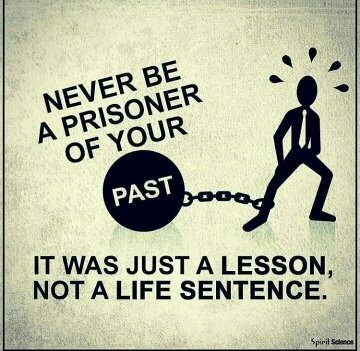 NEVER BE
A PRISONER
OF YOUR
PAST
IT WAS JUST A LESSON,
NOT A LIFE SENTENCE.
Spirit Science